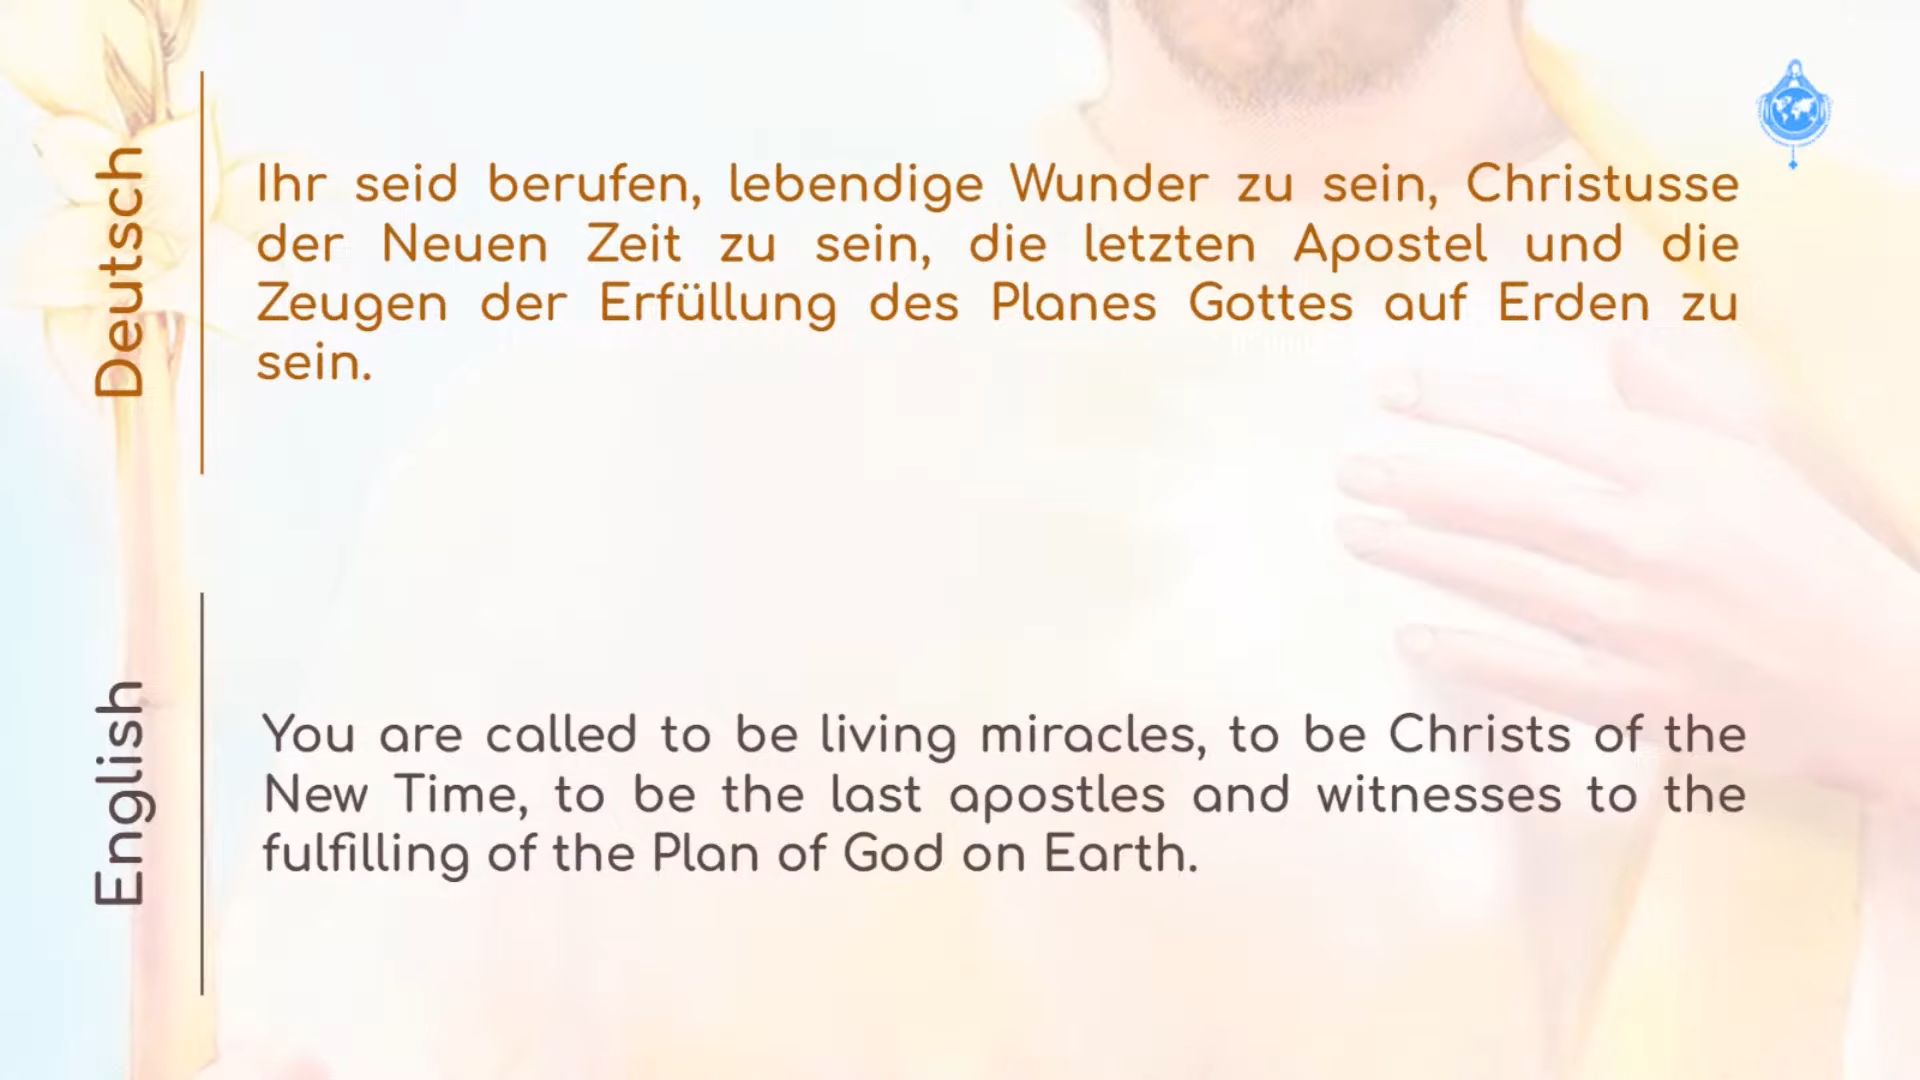 Deutsch
Ihr seid berufen, lebendige Wunder zu sein, Christusse
der Neuen Zeit zu sein, die letzten Apostel und die
Zeugen der Erfüllung des Planes Gottes auf Erden zu
sein.
English
You are called to be living miracles, to be Christs of the
New Time, to be the last apostles and witnesses to the
fulfilling of the Plan of God on Earth.